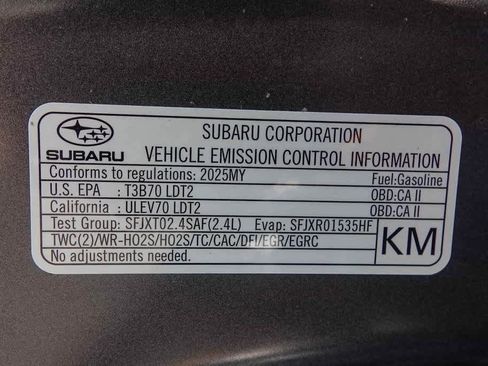 SUBARU CORPORATION
SUBARU VEHICLE EMISSION CONTROL INFORMATION
Conforms to regulations: 2025MY Fuel:Gasoline
U.S. EPA : T3B70 LDT2 OBD:CA II
California : ULEV70 LDT2 OBD:CA II
Test Group: SFJXT02.4SAF(2.4L) Evap: SFJXR01535HF
TWC(2)/WR-HO2S/HO2S/TC/CAC/DFI/EGR/EGRC
No adjustments needed.
KM